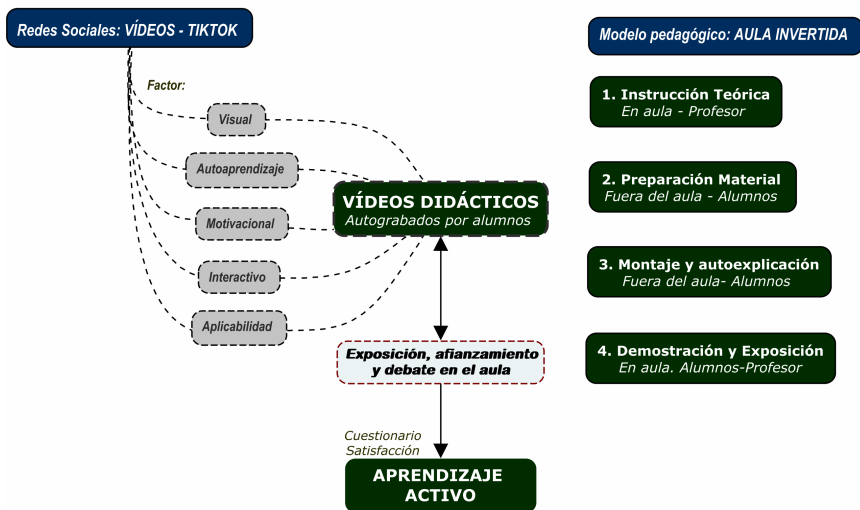 Redes Sociales: VÍDEOS - TIKTOK
Factor:
Visual
Autoaprendizaje
Motivacional
Interactivo
Aplicabilidad
VÍDEOS DIDÁCTICOS
Autograbados por alumnos
Exposición, afianzamiento
y debate en el aula
Cuestionario
Satisfacción
APRENDIZAJE
ACTIVO
Modelo pedagógico: AULA INVERTIDA
1. Instrucción Teórica
En aula - Profesor
2. Preparación Material
Fuera del aula - Alumnos
3. Montaje y autoexplicación
Fuera del aula- Alumnos
4. Demostración y Exposición
En aula. Alumnos-Profesor